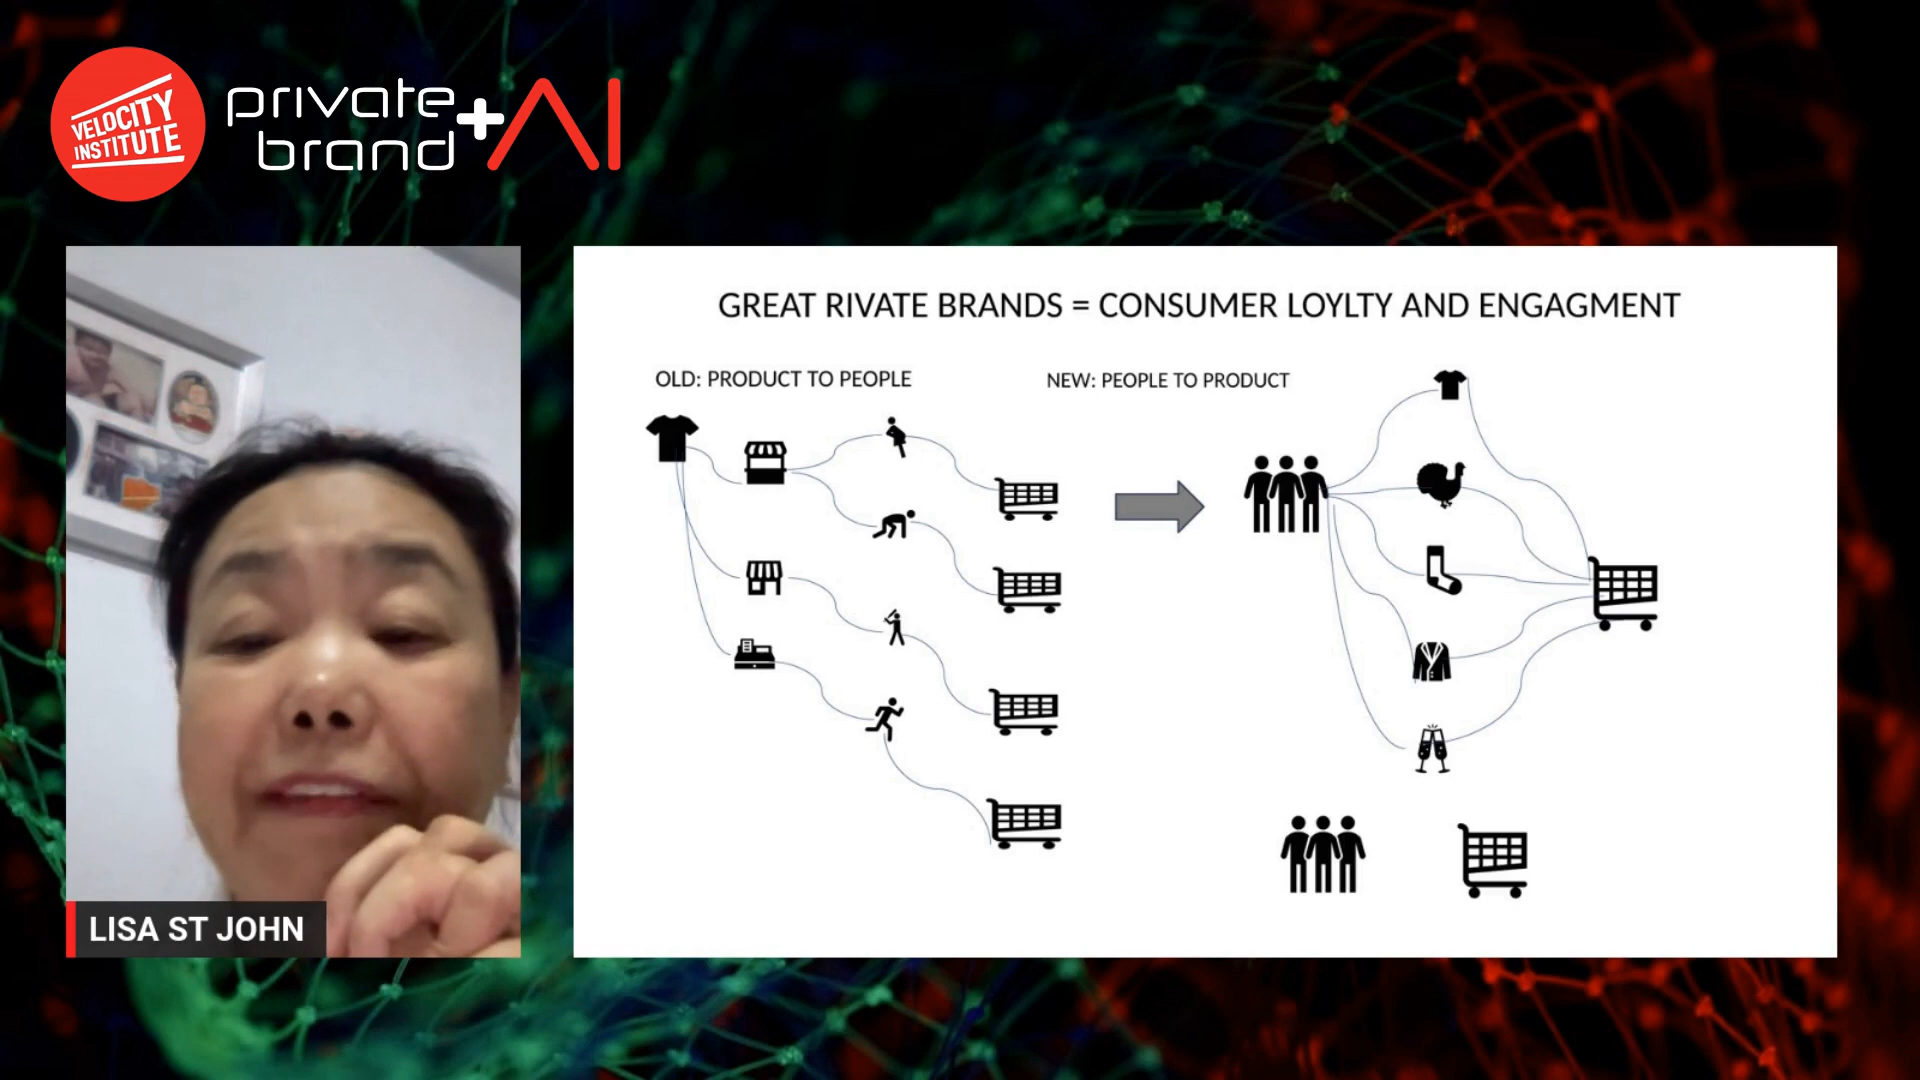 VELOCITY
INSTITUTE
private
brand
+AI
GREAT RIVATE BRANDS = CONSUMER LOYLTY AND ENGAGMENT
OLD: PRODUCT TO PEOPLE
NEW: PEOPLE TO PRODUCT
LISA ST JOHN